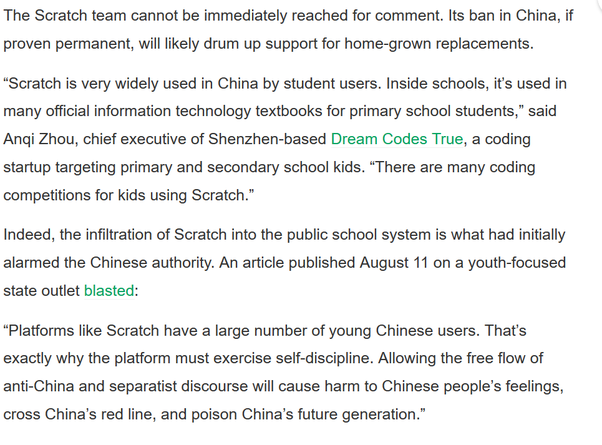 The Scratch team cannot be immediately reached for comment. Its ban in China, if
proven permanent, will likely drum up support for home-grown replacements.
“Scratch is very widely used in China by student users. Inside schools, it’s used in
many official information technology textbooks for primary school students,” said
Anqi Zhou, chief executive of Shenzhen-based Dream Codes True, a coding
startup targeting primary and secondary school kids. “There are many coding
competitions for kids using Scratch.”
Indeed, the infiltration of Scratch into the public school system is what had initially
alarmed the Chinese authority. An article published August 11 on a youth-focused
state outlet blasted:
“Platforms like Scratch have a large number of young Chinese users. That’s
exactly why the platform must exercise self-discipline. Allowing the free flow of
anti-China and separatist discourse will cause harm to Chinese people’s feelings,
cross China’s red line, and poison China’s future generation.”